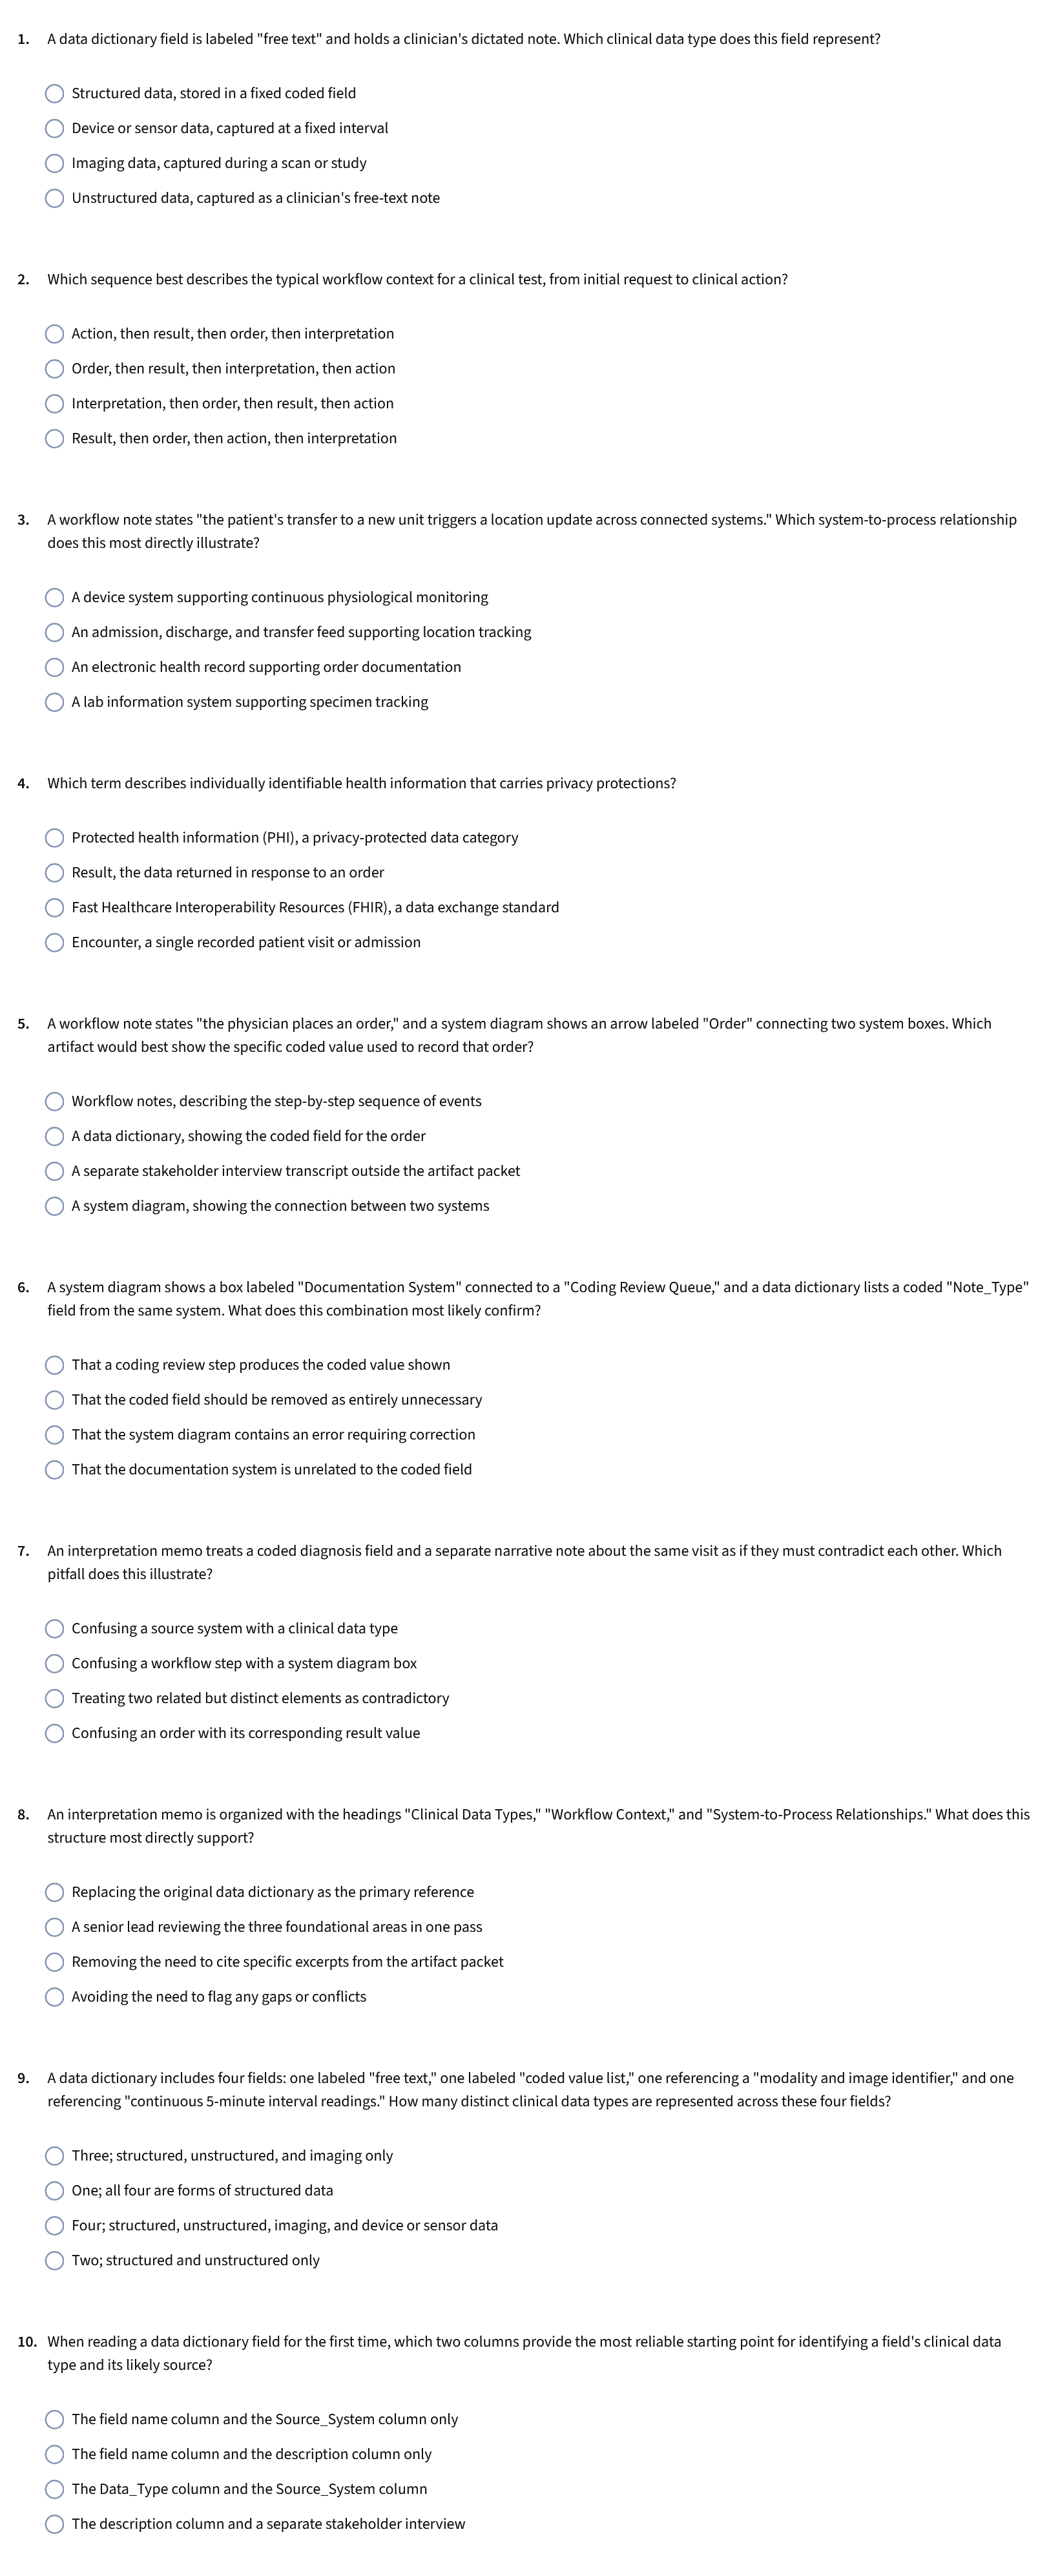 1. A data dictionary field is labeled "free text" and holds a clinician's dictated note. Which clinical data type does this field represent?
Structured data, stored in a fixed coded field
Device or sensor data, captured at a fixed interval
Imaging data, captured during a scan or study
Unstructured data, captured as a clinician's free-text note
2. Which sequence best describes the typical workflow context for a clinical test, from initial request to clinical action?
Action, then result, then order, then interpretation
Order, then result, then interpretation, then action
Interpretation, then order, then result, then action
Result, then order, then action, then interpretation
3. A workflow note states "the patient's transfer to a new unit triggers a location update across connected systems." Which system-to-process relationship
does this most directly illustrate?
A device system supporting continuous physiological monitoring
An admission, discharge, and transfer feed supporting location tracking
An electronic health record supporting order documentation
A lab information system supporting specimen tracking
4. Which term describes individually identifiable health information that carries privacy protections?
Protected health information (PHI), a privacy-protected data category
Result, the data returned in response to an order
Fast Healthcare Interoperability Resources (FHIR), a data exchange standard
Encounter, a single recorded patient visit or admission
5. A workflow note states "the physician places an order," and a system diagram shows an arrow labeled "Order" connecting two system boxes. Which
artifact would best show the specific coded value used to record that order?
Workflow notes, describing the step-by-step sequence of events
A data dictionary, showing the coded field for the order
A separate stakeholder interview transcript outside the artifact packet
A system diagram, showing the connection between two systems
6. A system diagram shows a box labeled "Documentation System" connected to a "Coding Review Queue," and a data dictionary lists a coded "Note_Type"
field from the same system. What does this combination most likely confirm?
That a coding review step produces the coded value shown
That the coded field should be removed as entirely unnecessary
That the system diagram contains an error requiring correction
That the documentation system is unrelated to the coded field
7. An interpretation memo treats a coded diagnosis field and a separate narrative note about the same visit as if they must contradict each other. Which
pitfall does this illustrate?
Confusing a source system with a clinical data type
Confusing a workflow step with a system diagram box
Treating two related but distinct elements as contradictory
Confusing an order with its corresponding result value
8. An interpretation memo is organized with the headings "Clinical Data Types," "Workflow Context," and "System-to-Process Relationships." What does this
structure most directly support?
Replacing the original data dictionary as the primary reference
A senior lead reviewing the three foundational areas in one pass
Removing the need to cite specific excerpts from the artifact packet
Avoiding the need to flag any gaps or conflicts
9. A data dictionary includes four fields: one labeled "free text," one labeled "coded value list," one referencing a "modality and image identifier," and one
referencing "continuous 5-minute interval readings." How many distinct clinical data types are represented across these four fields?
Three; structured, unstructured, and imaging only
One; all four are forms of structured data
Four; structured, unstructured, imaging, and device or sensor data
Two; structured and unstructured only
10. When reading a data dictionary field for the first time, which two columns provide the most reliable starting point for identifying a field's clinical data
type and its likely source?
The field name column and the Source_System column only
The field name column and the description column only
The Data_Type column and the Source_System column
The description column and a separate stakeholder interview